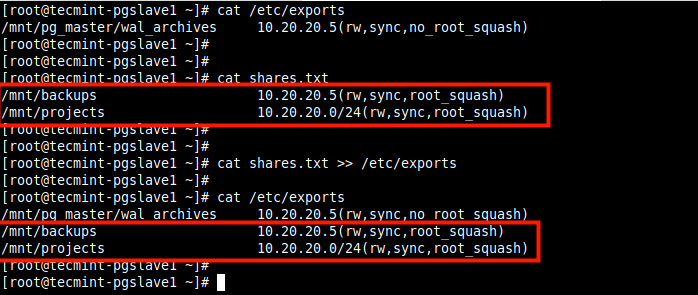 [root@tecmint-pgslave1 ~]# cat /etc/exports
/mnt/pg_master/wal_archives     10.20.20.5(rw,sync,no_root_squash)
[root@tecmint-pgslave1 ~]#
[root@tecmint-pgslave1 ~]#
[root@tecmint-pgslave1 ~]# cat shares.txt
/mnt/backups                    10.20.20.5(rw,sync,root_squash)
/mnt/projects                   10.20.20.0/24(rw,sync,root_squash)
[root@tecmint-pgslave1 ~]#
[root@tecmint-pgslave1 ~]#
[root@tecmint-pgslave1 ~]# cat shares.txt >> /etc/exports
[root@tecmint-pgslave1 ~]#
[root@tecmint-pgslave1 ~]# cat /etc/exports
/mnt/pg_master/wal_archives     10.20.20.5(rw,sync,no_root_squash)
/mnt/backups                    10.20.20.5(rw,sync,root_squash)
/mnt/projects                   10.20.20.0/24(rw,sync,root_squash)
[root@tecmint-pgslave1 ~]#
[root@tecmint-pgslave1 ~]#